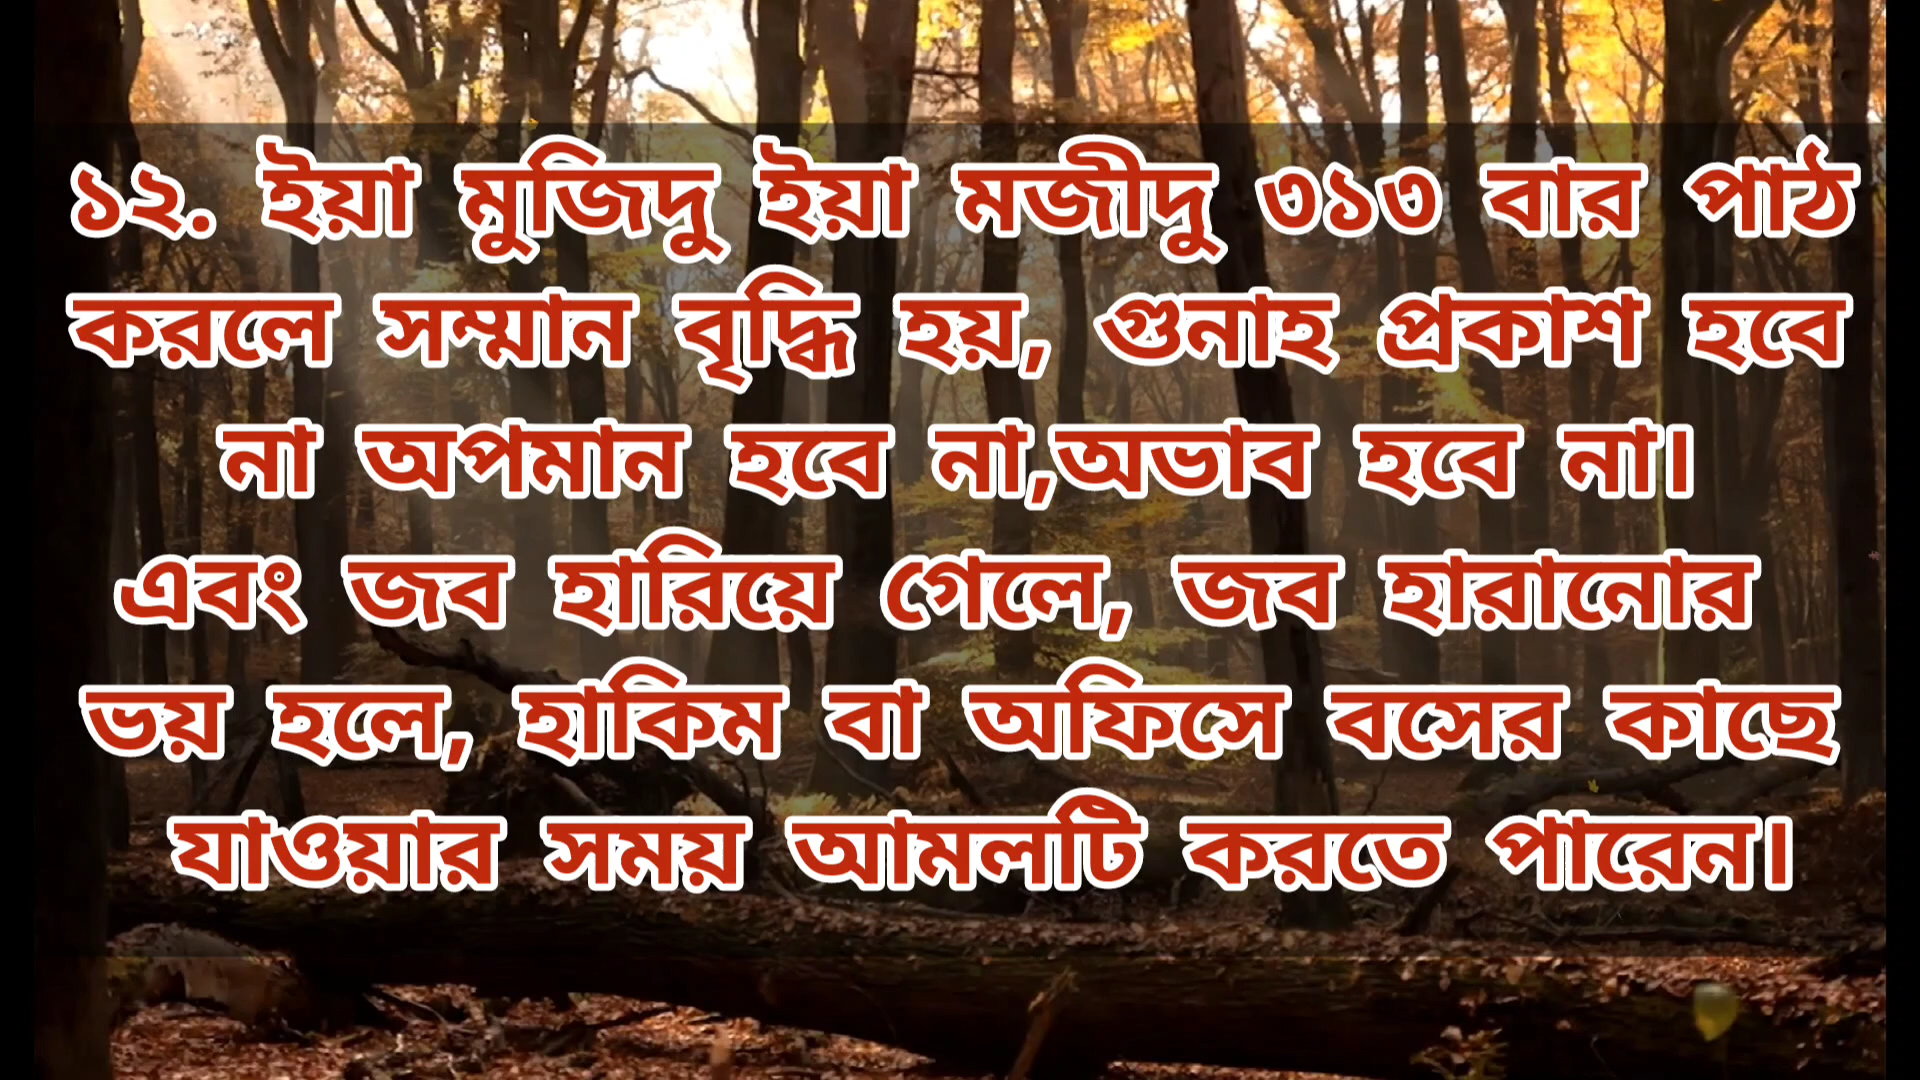 ১২. ইয়া মুজিদু ইয়া মজীদু ৩১৩ বার পাঠ
করলে সম্মান বৃদ্ধি হয়, গুনাহ প্রকাশ হবে
না অপমান হবে না,অভাব হবে না।
এবং জব হারিয়ে গেলে, জব হারানোর
ভয় হলে, হাকিম বা অফিসে বসের কাছে
যাওয়ার সময় আমলটি করতে পারেন।